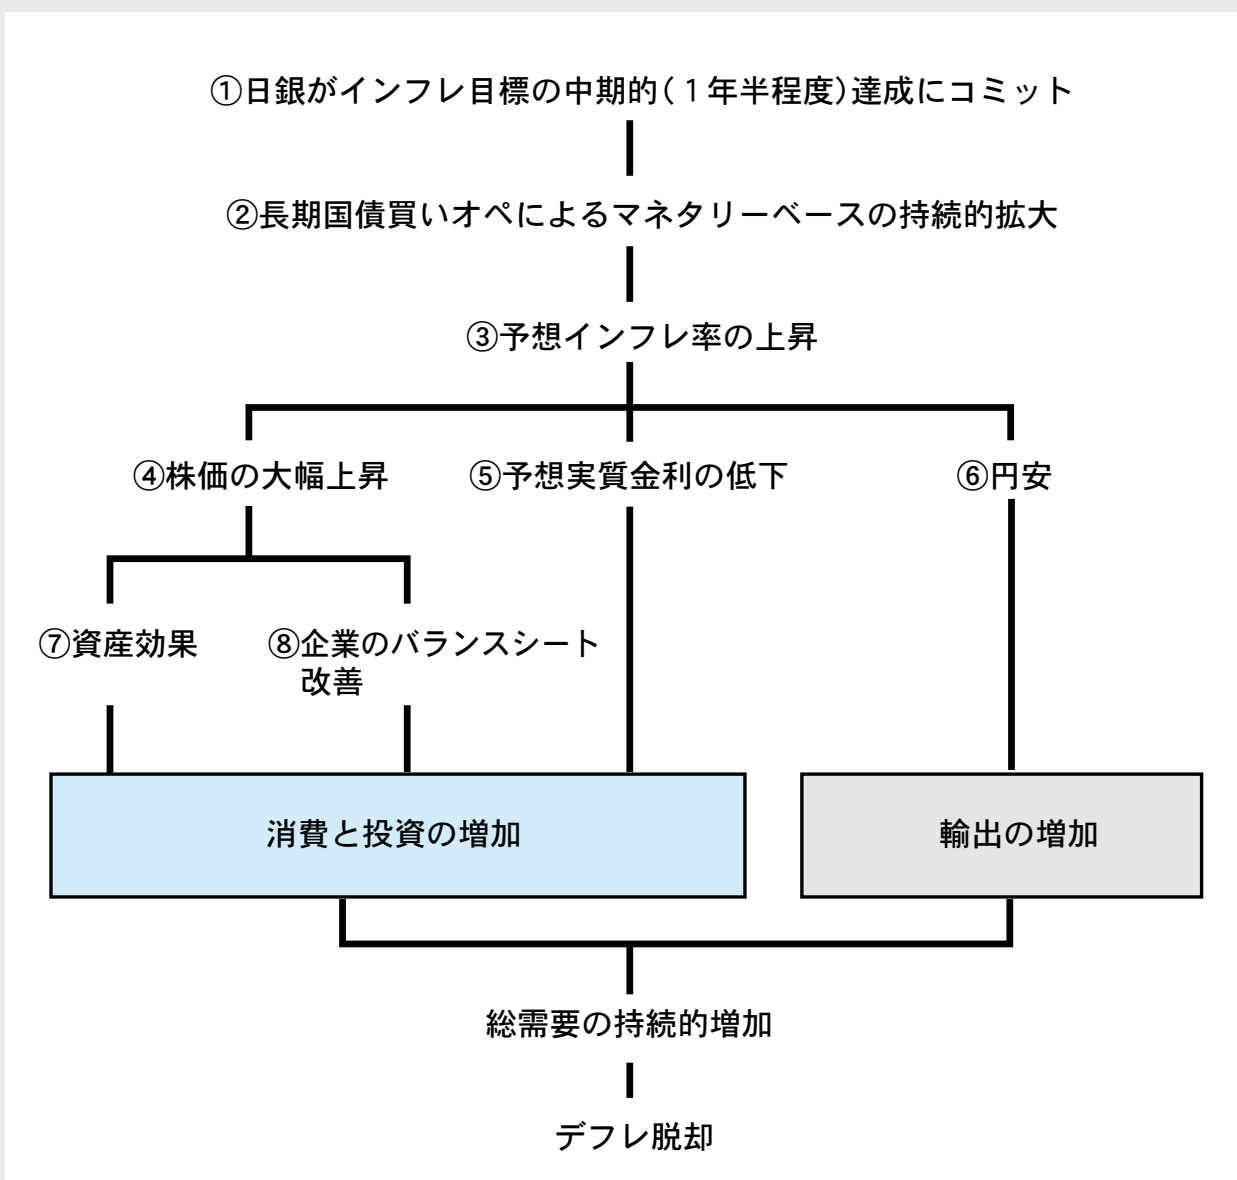 ①日銀がインフレ目標の中期的(1年半程度)達成にコミット
②長期国債買いオペによるマネタリーベースの持続的拡大
③予想インフレ率の上昇
④株価の大幅上昇
⑤予想実質金利の低下
⑥円安
⑦資産効果
⑧企業のバランスシート
改善
消費と投資の増加
輸出の増加
総需要の持続的増加
デフレ脱却